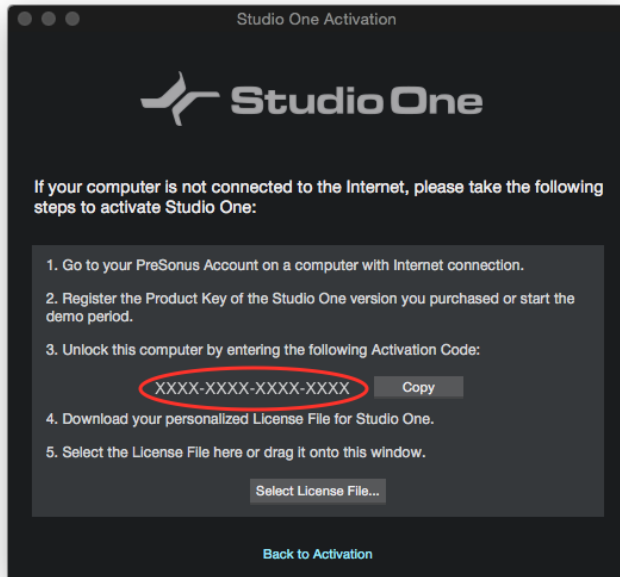 Studio One Activation
Studio One
If your computer is not connected to the Internet, please take the following
steps to activate Studio One:
1. Go to your PreSonus Account on a computer with Internet connection.
2. Register the Product Key of the Studio One version you purchased or start the
demo period.
3. Unlock this computer by entering the following Activation Code:
XXXX-XXXX-XXXX-XXXX Copy
4. Download your personalized License File for Studio One.
5. Select the License File here or drag it onto this window.
Select License File...
Back to Activation